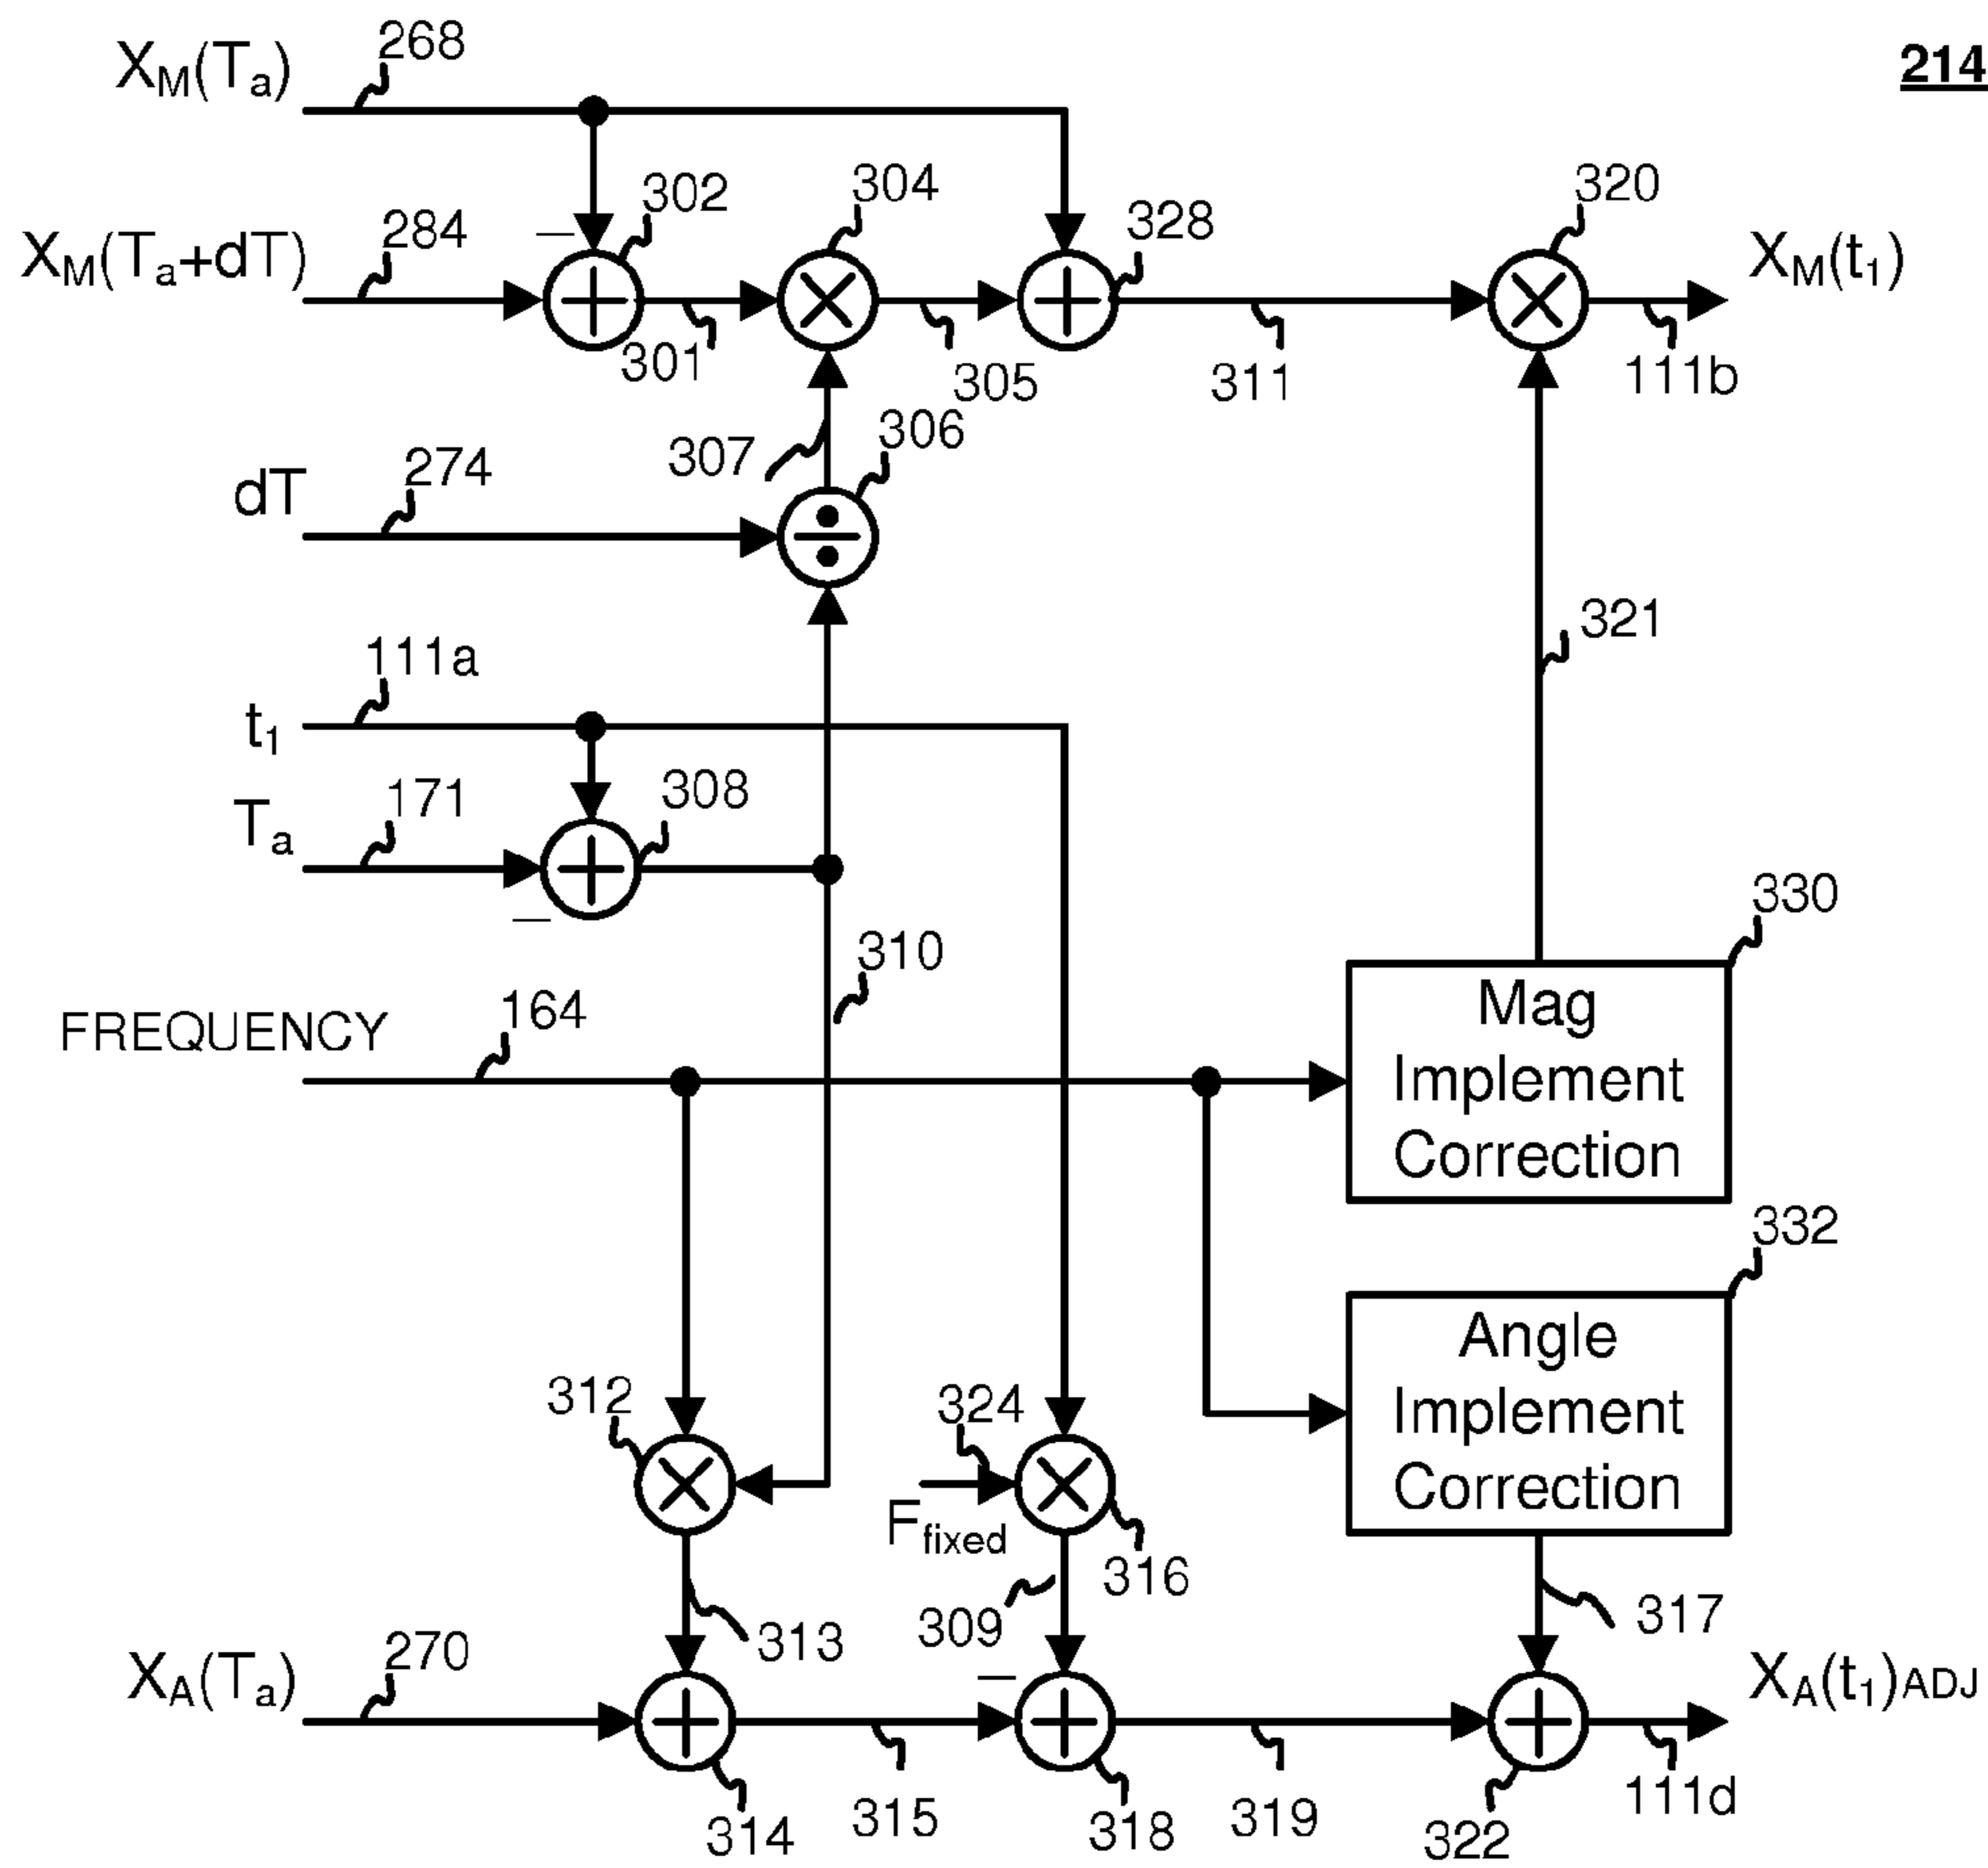 268
X_M(T_a)
214
302
304
320
284
328
X_M(T_a+dT)
X_M(t_1)
301
305
311
111b
306
307
274
dT
321
111a
t_1
171
308
T_a
330
310
Mag
Implement
Correction
164
FREQUENCY
332
Angle
Implement
Correction
312
324
F_fixed
316
309
313
317
270
X_A(T_a)
X_A(t_1)ADJ
314
315
318
319
322
111d